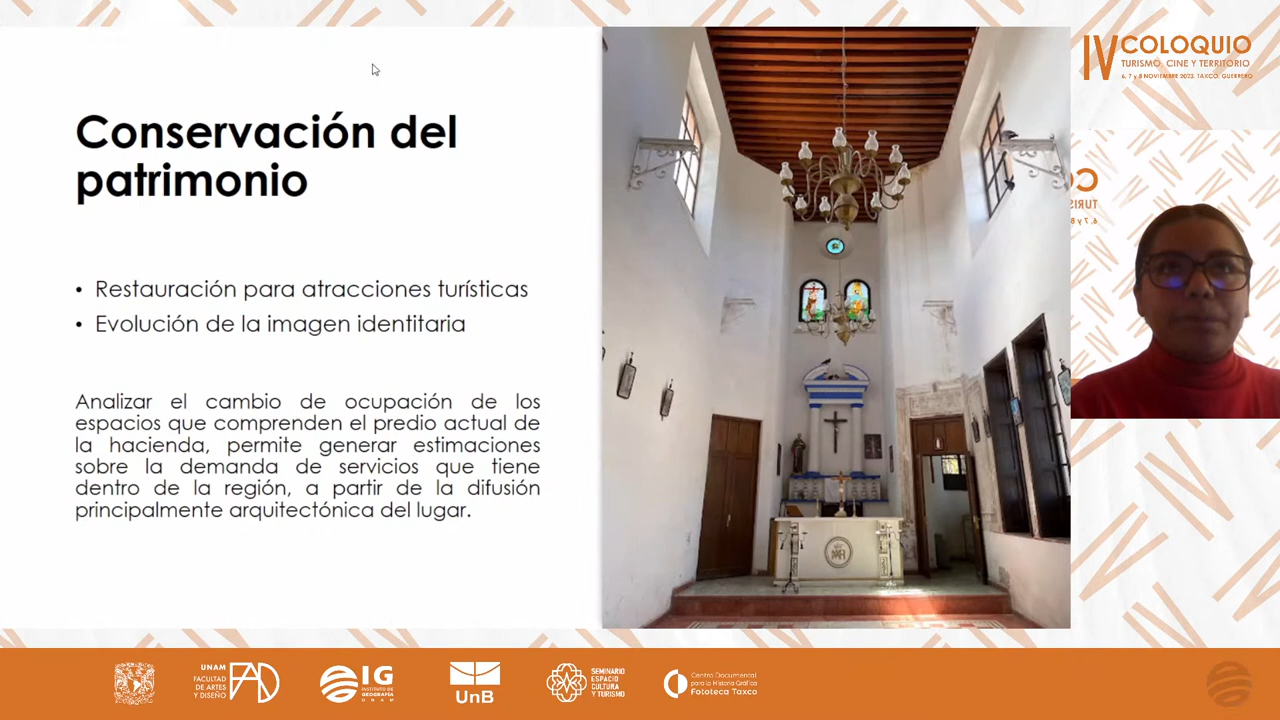 Conservación del
patrimonio
• Restauración para atracciones turísticas
• Evolución de la imagen identitaria
Analizar el cambio de ocupación de los
espacios que comprenden el predio actual de
la hacienda, permite generar estimaciones
sobre la demanda de servicios que tiene
dentro de la región, a partir de la difusión
principalmente arquitectónica del lugar.
IV COLOQUIO
TURISMO, CINE Y TERRITORIO
6, 7 y 8 NOVIEMBRE 2023. TAXCO, GUERRERO
UNAM
FACULTAD
DE ARTES
Y DISEÑO
FAD
IG
INSTITUTO DE
GEOGRAFÍA
UNAM
UnB
SEMINARIO
ESPACIO
CULTURA
Y TURISMO
Centro Documental
para la Historia Gráfica
Fototeca Taxco